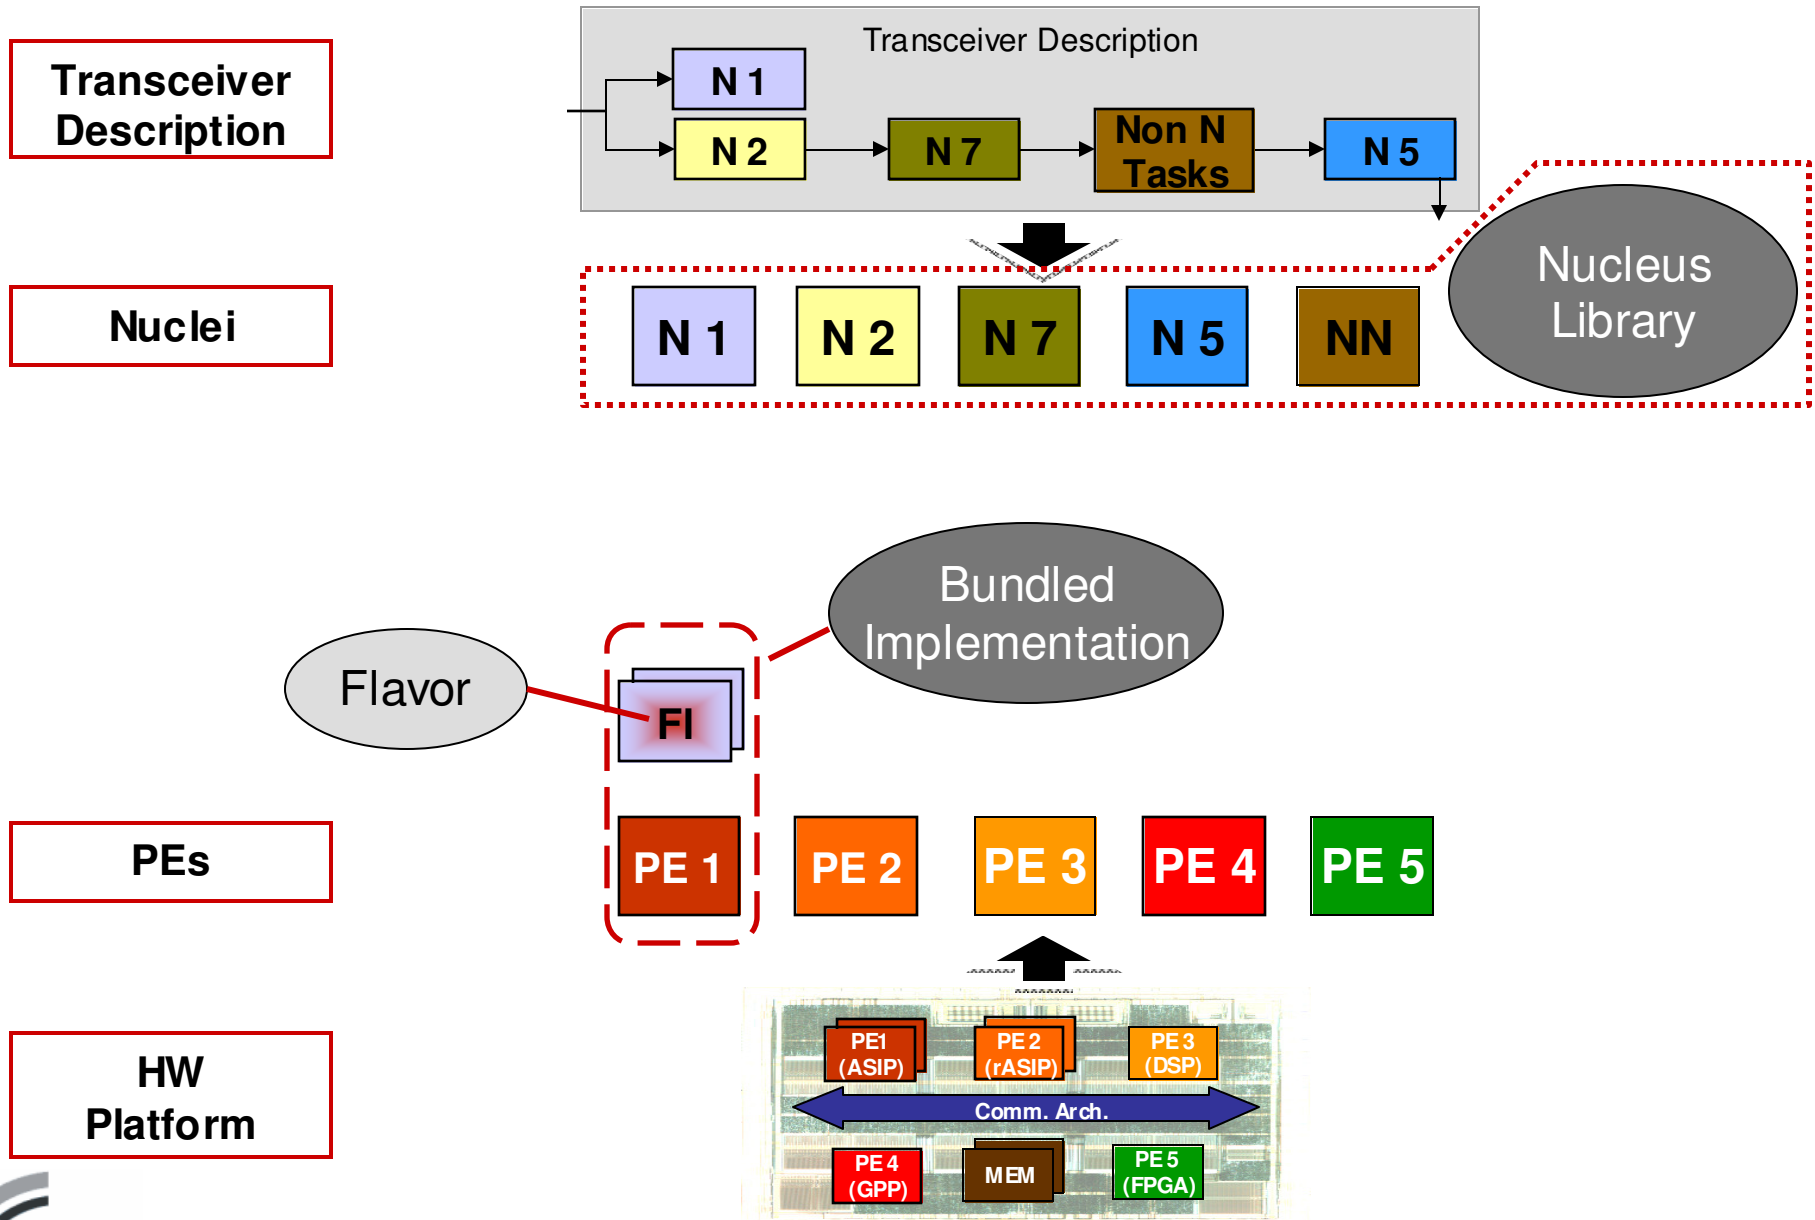 Transceiver
Description
Transceiver Description
N 1
N 2
N 7
Non N
Tasks
N 5
Nuclei
N 1
N 2
N 7
N 5
NN
Nucleus
Library
Bundled
Implementation
Flavor
FI
PEs
PE 1
PE 2
PE 3
PE 4
PE 5
HW
Platform
PE1
(ASIP)
PE 2
(rASIP)
PE 3
(DSP)
Comm. Arch.
PE 4
(GPP)
MEM
PE 5
(FPGA)